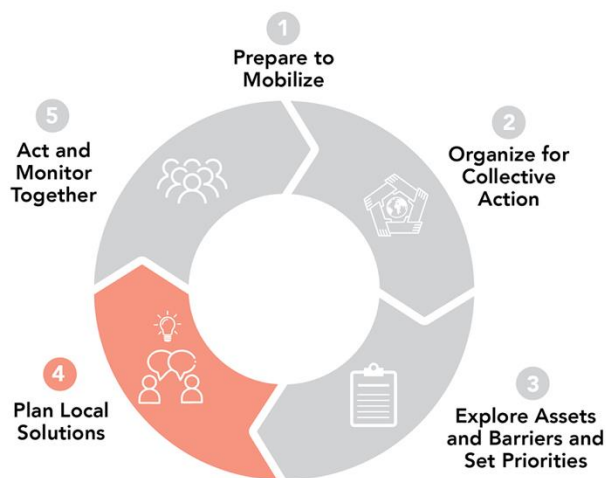 1
Prepare to
Mobilize
2
Organize for
Collective
Action
3
Explore Assets
and Barriers and
Set Priorities
4
Plan Local
Solutions
5
Act and
Monitor
Together